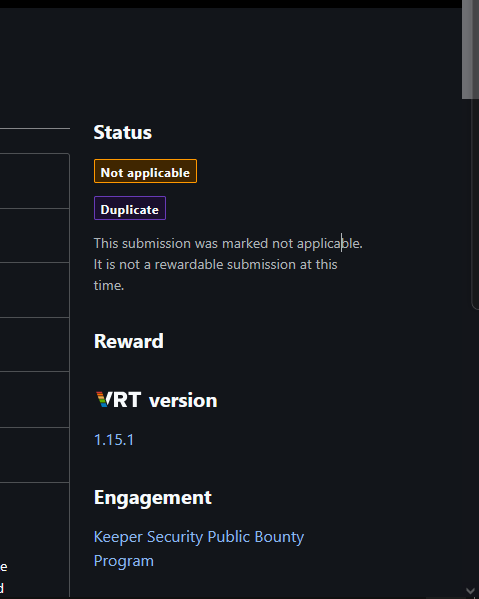 Status
Not applicable
Duplicate
This submission was marked not applicable.
It is not a rewardable submission at this
time.
Reward
VRT version
1.15.1
Engagement
Keeper Security Public Bounty
Program
e
d